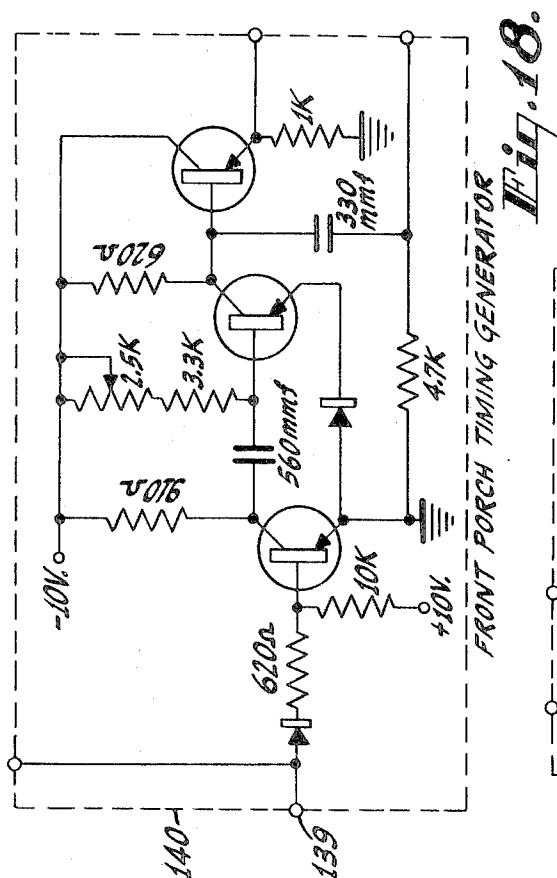 -10V.
910Ω
2.5K
3.3K
620Ω
140
139
620Ω
10K
+10V.
560mmf
330
mmf
1K
4.7K
FRONT PORCH TIMING GENERATOR
Fig.18.